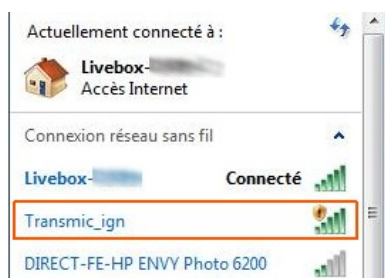 Actuellement connecté à :
Livebox-
Accès Internet
Connexion réseau sans fil
Livebox- Connecté
Transmic_ign
DIRECT-FE-HP ENVY Photo 6200